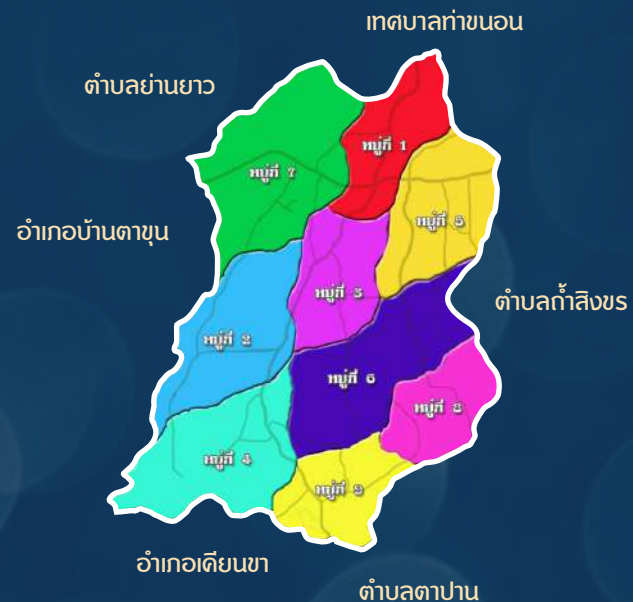 เทศบาลท่าขนอน
ตำบลย่านยาว
หมู่ที่ 1
หมู่ที่ 7
หมู่ที่ 5
อำเภอบ้านตาขุน
หมู่ที่ 3
ตำบลถ้ำสิงขร
หมู่ที่ 2
หมู่ที่ 6
หมู่ที่ 8
หมู่ที่ 4
หมู่ที่ 9
อำเภอเคียนขา
ตำบลตาปาน